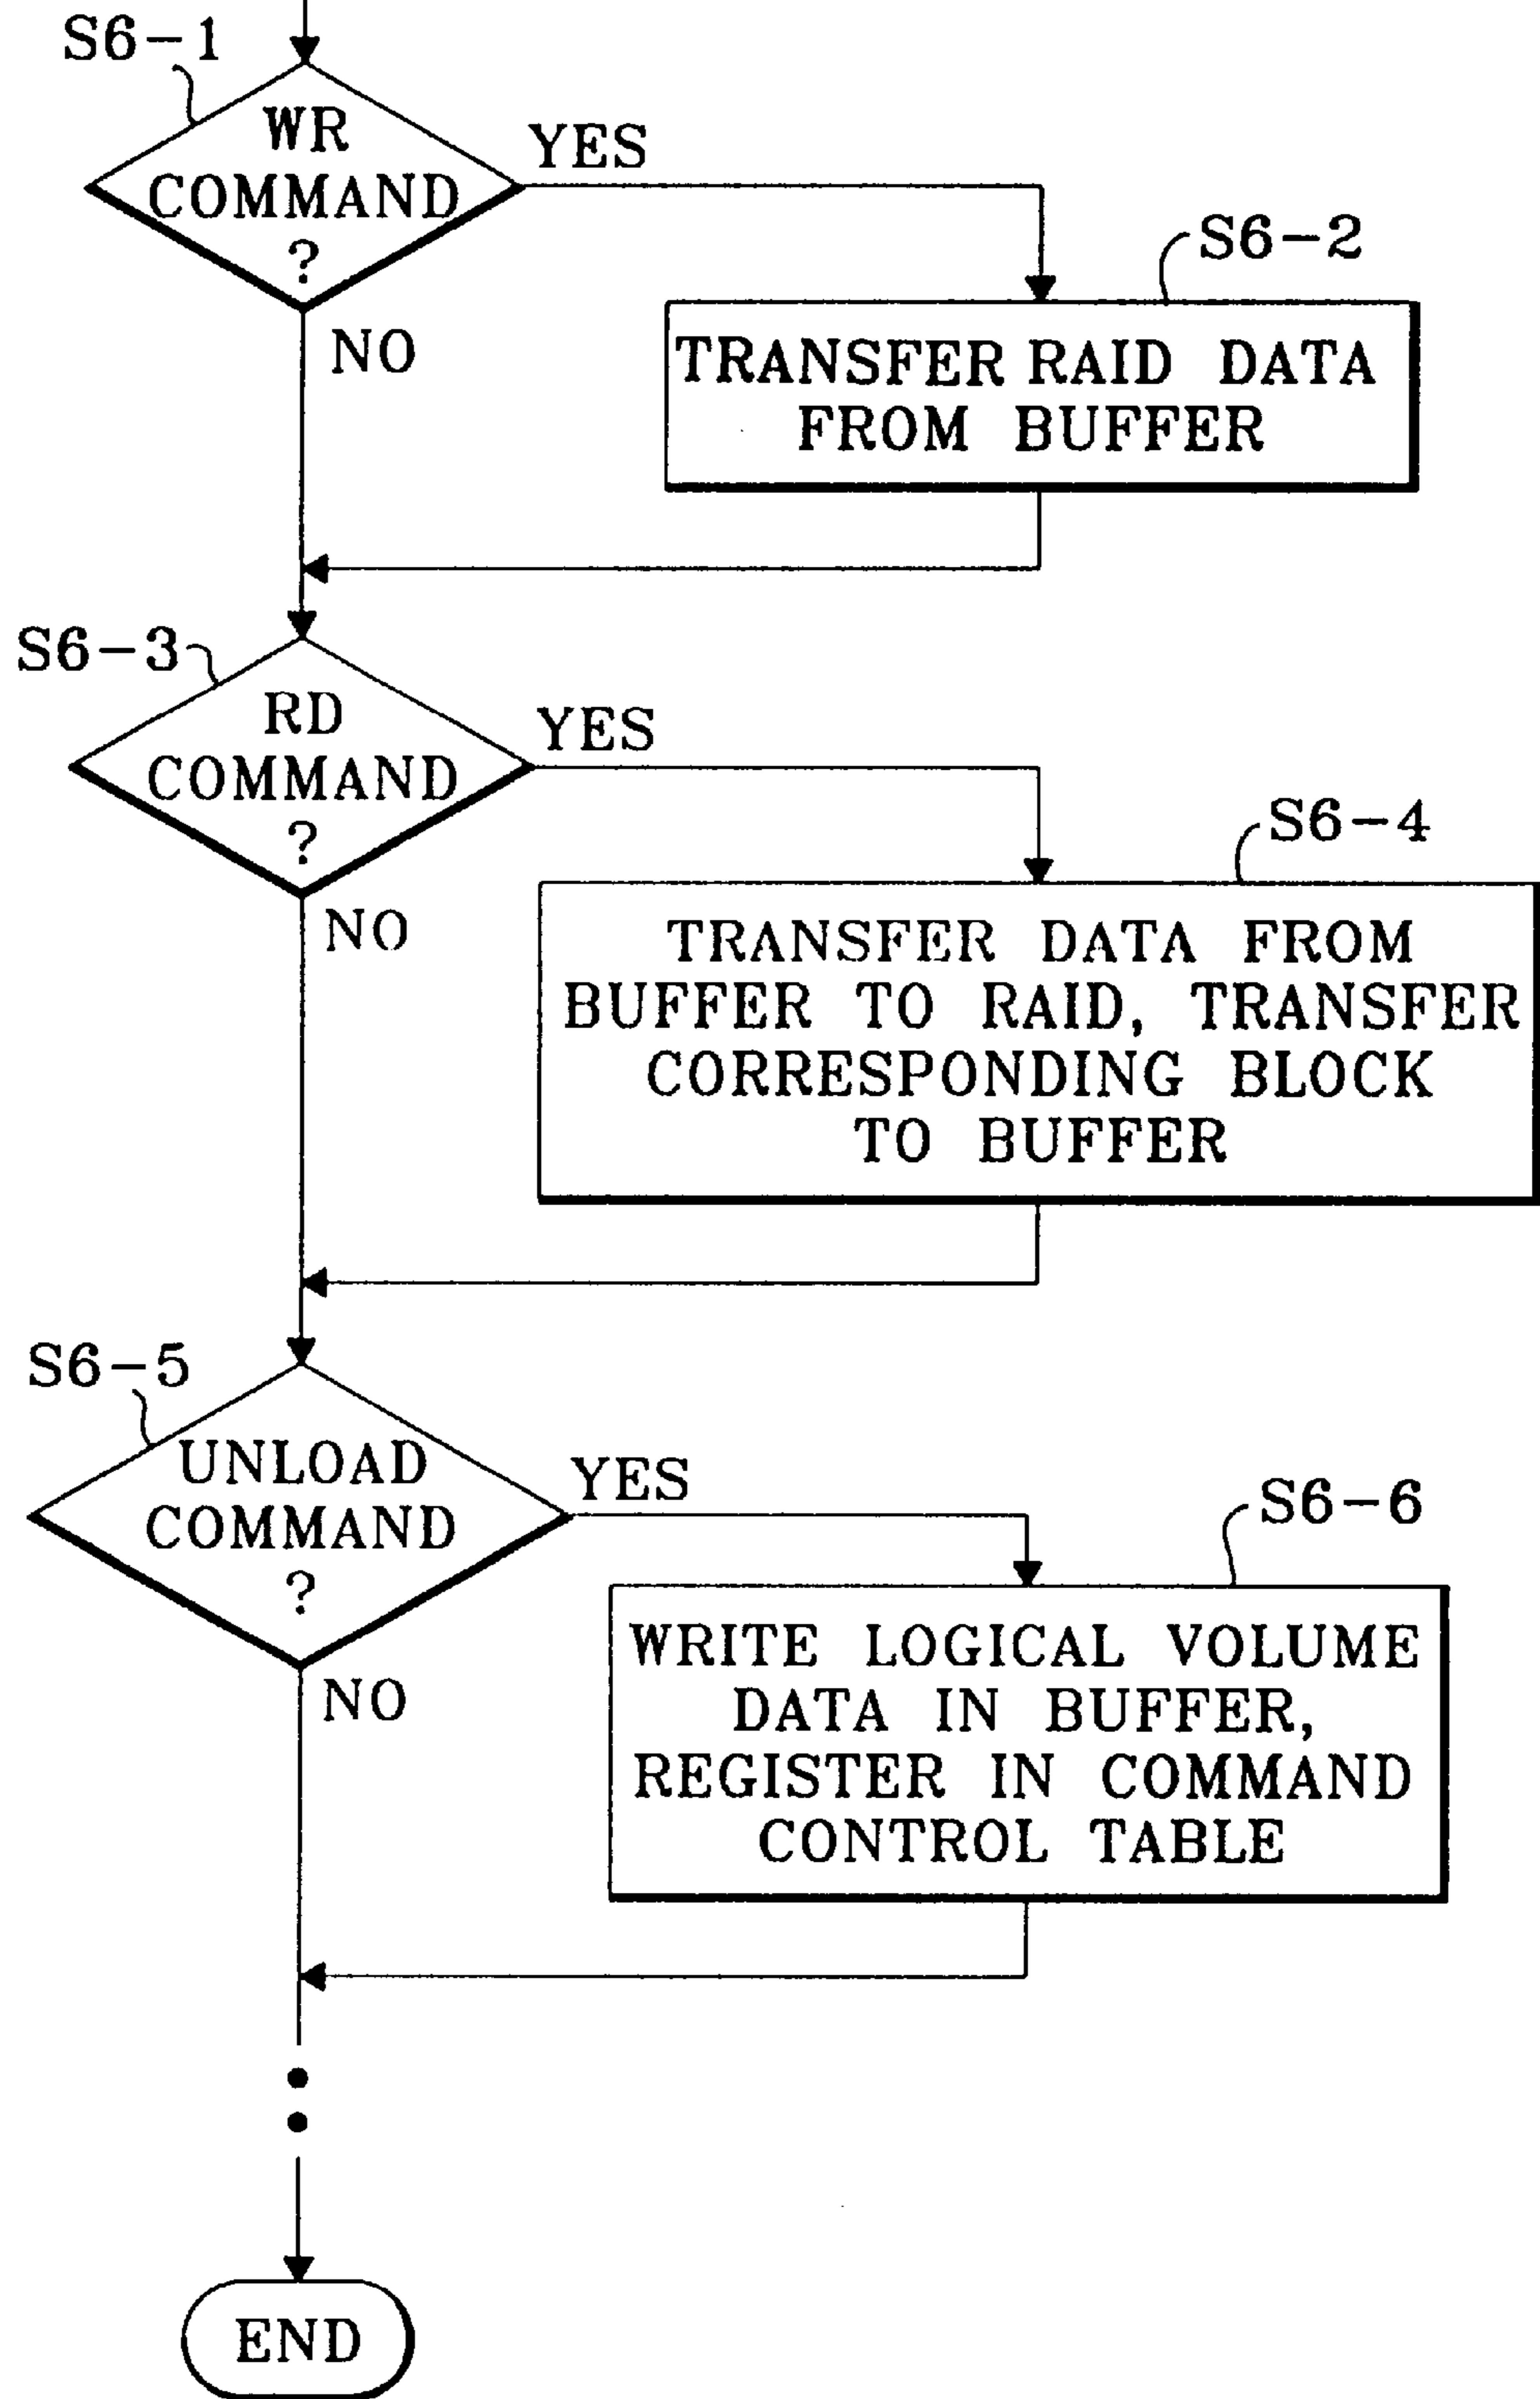 S6-1
WR
COMMAND
?
YES
NO
S6-2
TRANSFER RAID DATA
FROM BUFFER
S6-3
RD
COMMAND
?
YES
NO
S6-4
TRANSFER DATA FROM
BUFFER TO RAID, TRANSFER
CORRESPONDING BLOCK
TO BUFFER
S6-5
UNLOAD
COMMAND
?
YES
NO
S6-6
WRITE LOGICAL VOLUME
DATA IN BUFFER,
REGISTER IN COMMAND
CONTROL TABLE
END